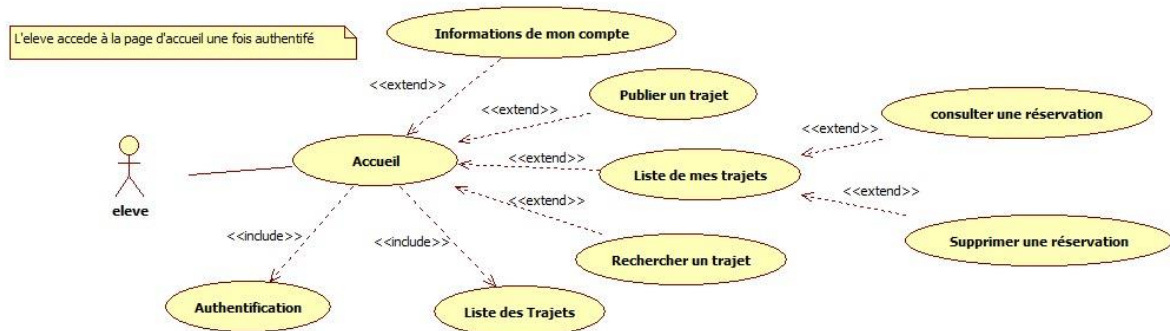 L'eleve accede à la page d'accueil une fois authentifé
Informations de mon compte
<<extend>>
Publier un trajet
<<extend>>
consulter une réservation
<<extend>>
Accueil
<<extend>>
Liste de mes trajets
<<extend>>
eleve
<<extend>>
<<include>>
<<include>>
Rechercher un trajet
Supprimer une réservation
Authentification
Liste des Trajets